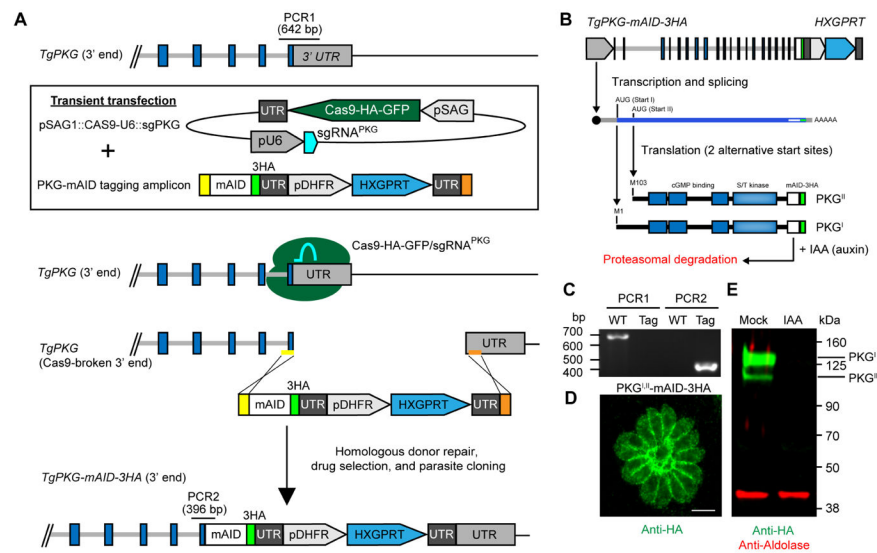 A
PCR1
(642 bp)
TgPKG (3' end)
3' UTR
Transient transfection
pSAG1::CAS9-U6::sgPKG
UTR
Cas9-HA-GFP
pSAG
pU6
sgRNAPKG
+
3HA
PKG-mAID tagging amplicon
mAID
UTR
pDHFR
HXGPRT
UTR
Cas9-HA-GFP/sgRNAPKG
TgPKG (3' end)
UTR
TgPKG
(Cas9-broken 3' end)
UTR
3HA
mAID
UTR
pDHFR
HXGPRT
UTR
Homologous donor repair,
drug selection, and parasite cloning
TgPKG-mAID-3HA (3' end)
PCR2
(396 bp)
3HA
mAID
UTR
pDHFR
HXGPRT
UTR
UTR
B
TgPKG-mAID-3HA
HXGPRT
Transcription and splicing
AUG (Start I)
AUG (Start II)
AAAAA
Translation (2 alternative start sites)
M103
cGMP binding
S/T kinase
mAID-3HA
PKGII
M1
PKGI
+ IAA (auxin)
Proteasomal degradation
C
PCR1
PCR2
bp
WT
Tag
WT
Tag
700
600
500
400
D
PKGI,II-mAID-3HA
Anti-HA
E
Mock
IAA
kDa
160
PKGI
125
PKGII
90
70
50
38
Anti-HA
Anti-Aldolase